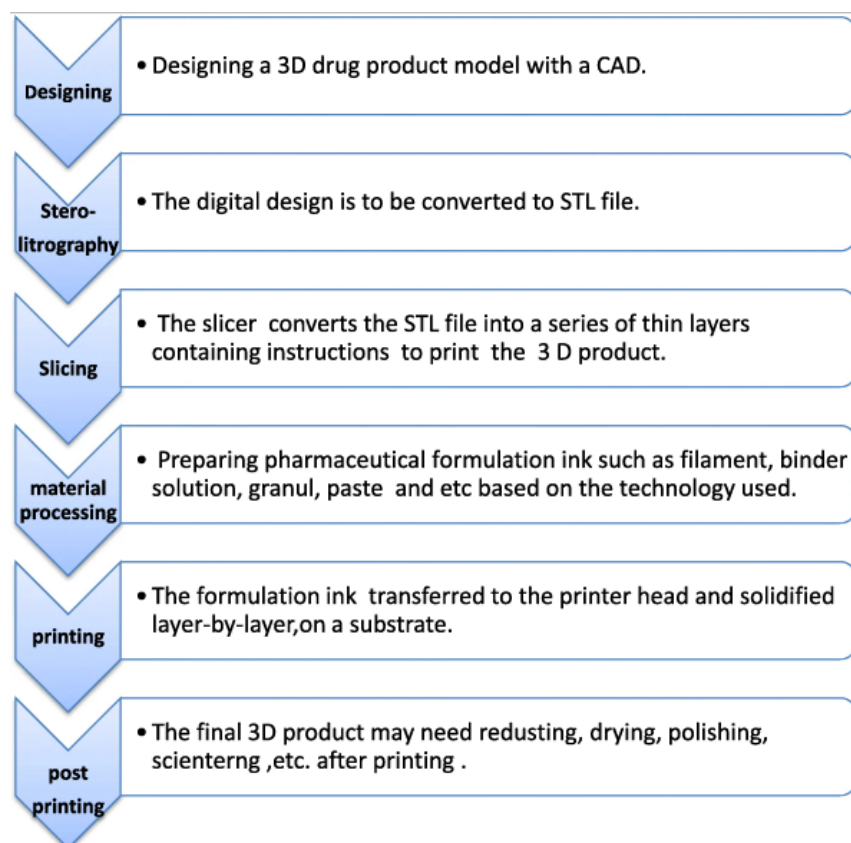 Designing
• Designing a 3D drug product model with a CAD.
Stero-
litrography
• The digital design is to be converted to STL file.
Slicing
• The slicer converts the STL file into a series of thin layers
containing instructions to print the 3 D product.
material
processing
• Preparing pharmaceutical formulation ink such as filament, binder
solution, granul, paste and etc based on the technology used.
printing
• The formulation ink transferred to the printer head and solidified
layer-by-layer,on a substrate.
post
printing
• The final 3D product may need redusting, drying, polishing,
scienterng ,etc. after printing .